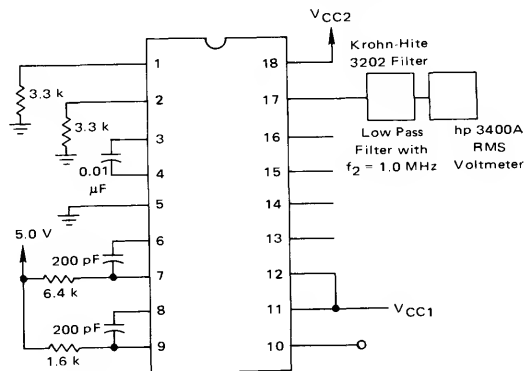 VCC2
Krohn-Hite
3202 Filter
1
18
3.3 k
2
17
3.3 k
3
16
Low Pass
Filter with
f2 = 1.0 MHz
hp 3400A
RMS
Voltmeter
0.01
μF
4
15
5
14
5.0 V
6
13
200 pF
7
12
6.4 k
8
11
VCC1
200 pF
9
10
1.6 k